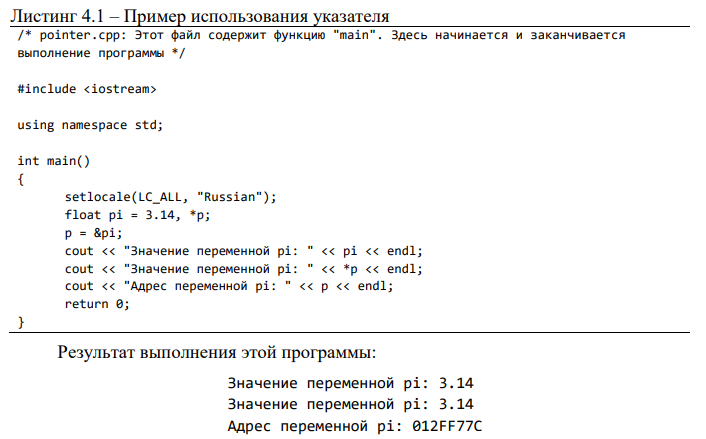 Листинг 4.1 – Пример использования указателя
/* pointer.cpp: Этот файл содержит функцию "main". Здесь начинается и заканчивается
выполнение программы */
#include <iostream>
using namespace std;
int main()
{
setlocale(LC_ALL, "Russian");
float pi = 3.14, *p;
p = &pi;
cout << "Значение переменной pi: " << pi << endl;
cout << "Значение переменной pi: " << *p << endl;
cout << "Адрес переменной pi: " << p << endl;
return 0;
}
Результат выполнения этой программы:
Значение переменной pi: 3.14
Значение переменной pi: 3.14
Адрес переменной pi: 012FF77C